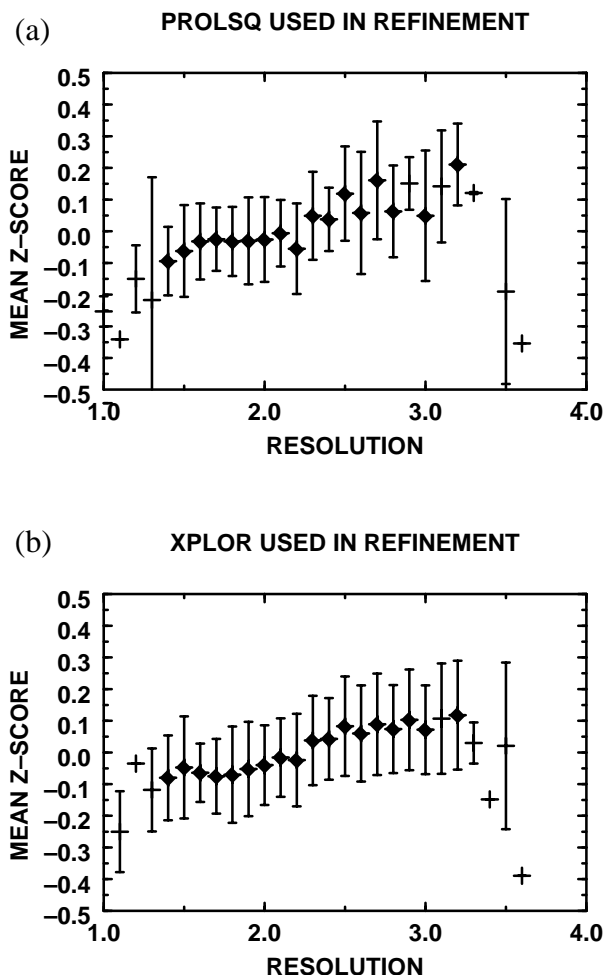 (a)
PROLSQ USED IN REFINEMENT
0.5
0.4
0.3
0.2
0.1
0.0
−0.1
−0.2
−0.3
−0.4
−0.5
MEAN Z−SCORE
1.0 2.0 3.0 4.0
RESOLUTION
(b)
XPLOR USED IN REFINEMENT
0.5
0.4
0.3
0.2
0.1
0.0
−0.1
−0.2
−0.3
−0.4
−0.5
MEAN Z−SCORE
1.0 2.0 3.0 4.0
RESOLUTION